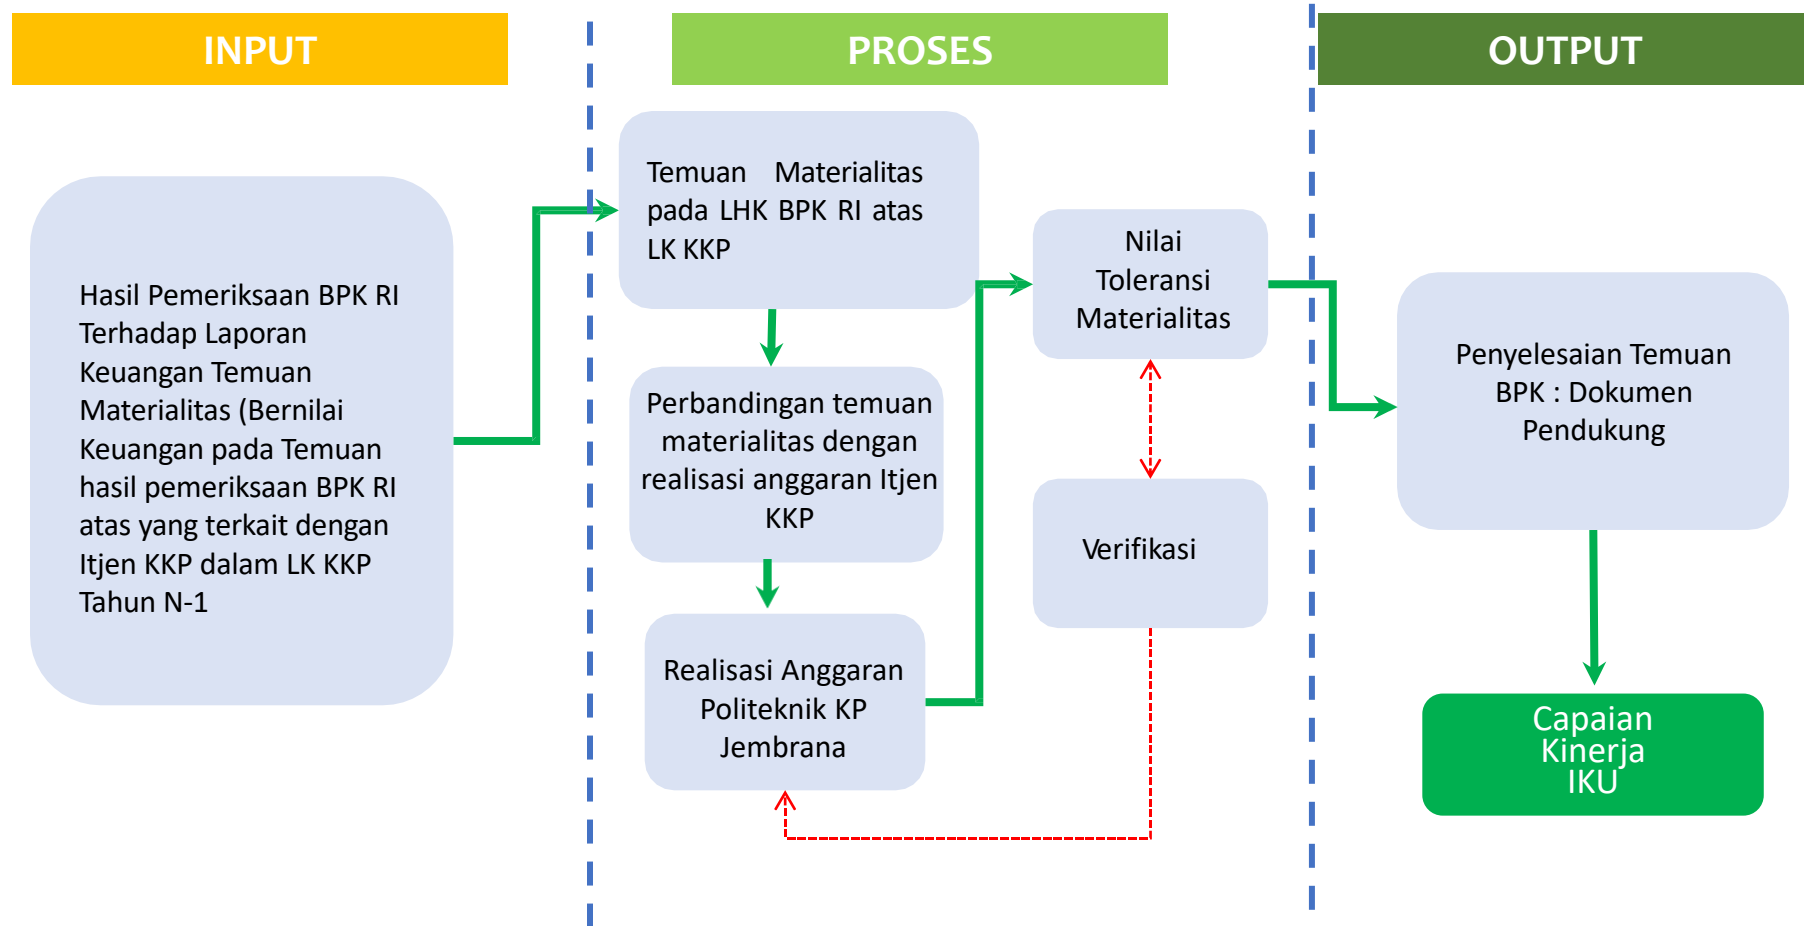 INPUT
PROSES
OUTPUT
Hasil Pemeriksaan BPK RI
Terhadap Laporan
Keuangan Temuan
Materialitas (Bernilai
Keuangan pada Temuan
hasil pemeriksaan BPK RI
atas yang terkait dengan
Itjen KKP dalam LK KKP
Tahun N-1
Temuan Materialitas
pada LHK BPK RI atas
LK KKP
Perbandingan temuan
materialitas dengan
realisasi anggaran Itjen
KKP
Realisasi Anggaran
Politeknik KP
Jembrana
Nilai
Toleransi
Materialitas
Verifikasi
Penyelesaian Temuan
BPK : Dokumen
Pendukung
Capaian
Kinerja
IKU